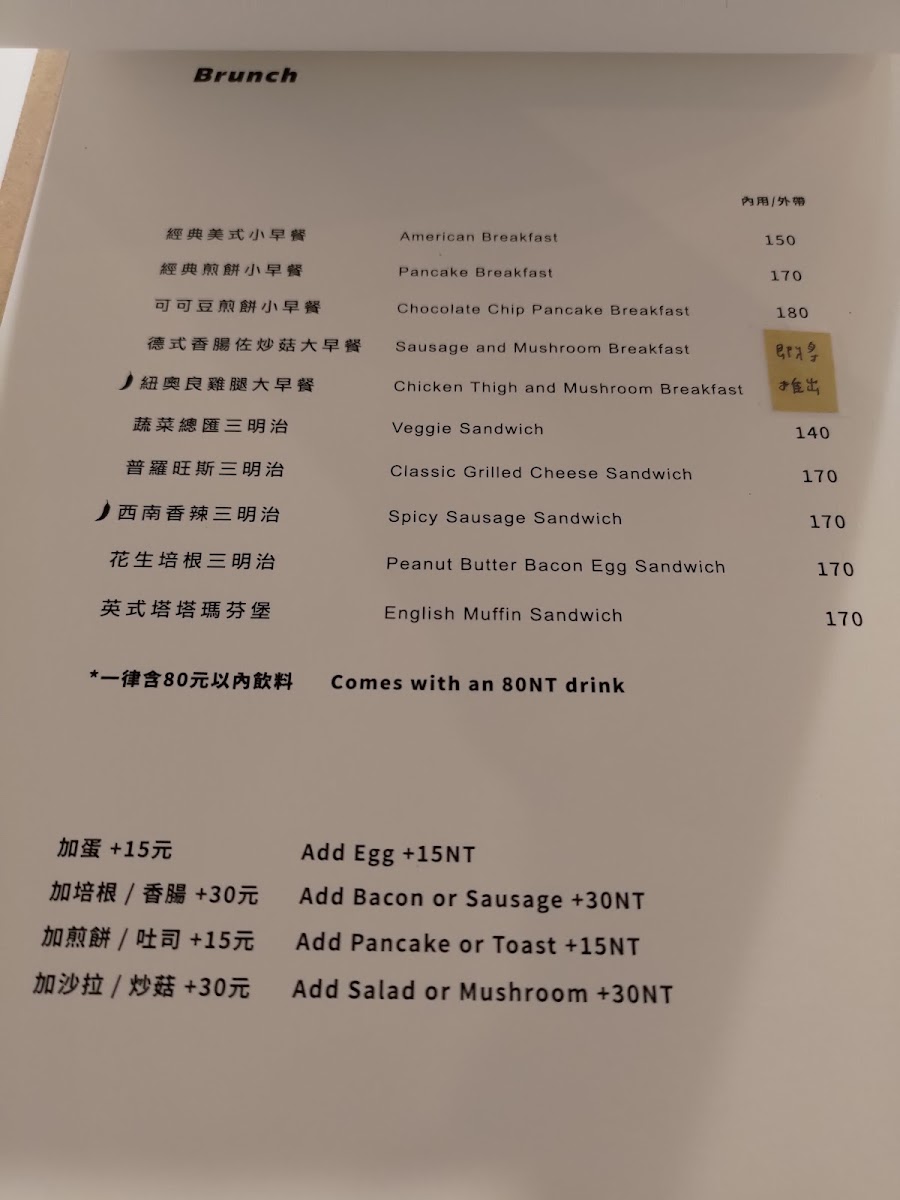 Brunch
內用/外帶
經典美式小早餐 American Breakfast 150
經典煎餅小早餐 Pancake Breakfast 170
可可豆煎餅小早餐 Chocolate Chip Pancake Breakfast 180
德式香腸佐炒菇大早餐 Sausage and Mushroom Breakfast 即將
紐奧良雞腿大早餐 Chicken Thigh and Mushroom Breakfast 推出
蔬菜總匯三明治 Veggie Sandwich 140
普羅旺斯三明治 Classic Grilled Cheese Sandwich 170
西南香辣三明治 Spicy Sausage Sandwich 170
花生培根三明治 Peanut Butter Bacon Egg Sandwich 170
英式塔塔瑪芬堡 English Muffin Sandwich 170
*一律含80元以內飲料 Comes with an 80NT drink
加蛋 +15元 Add Egg +15NT
加培根 / 香腸 +30元 Add Bacon or Sausage +30NT
加煎餅 / 吐司 +15元 Add Pancake or Toast +15NT
加沙拉 / 炒菇 +30元 Add Salad or Mushroom +30NT